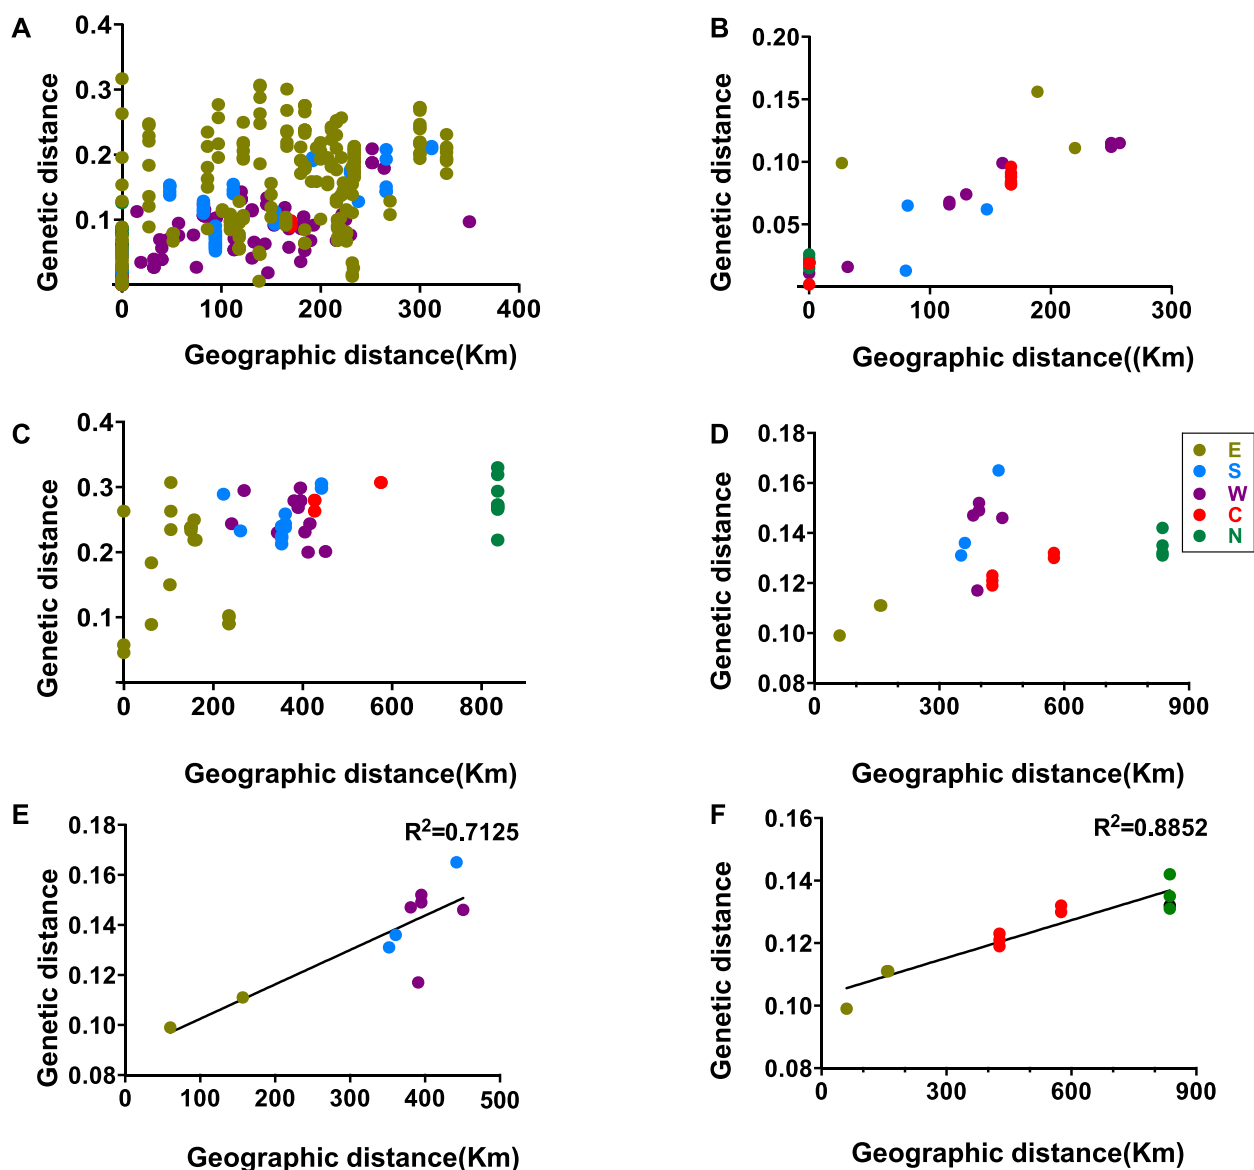 A
0.4
0.3
0.2
0.1
0 100 200 300 400
Genetic distance
Geographic distance(Km)
B
0.20
0.15
0.10
0.05
0 100 200 300
Genetic distance
Geographic distance((Km)
C
0.4
0.3
0.2
0.1
0 200 400 600 800
Genetic distance
Geographic distance(Km)
D
0.18
0.16
0.14
0.12
0.10
0.08
0 300 600 900
Genetic distance
Geographic distance(Km)
E
S
W
C
N
E
R²=0.7125
0.18
0.16
0.14
0.12
0.10
0.08
0 100 200 300 400 500
Genetic distance
Geographic distance(Km)
F
R²=0.8852
0.16
0.14
0.12
0.10
0.08
0 300 600 900
Genetic distance
Geographic distance(Km)